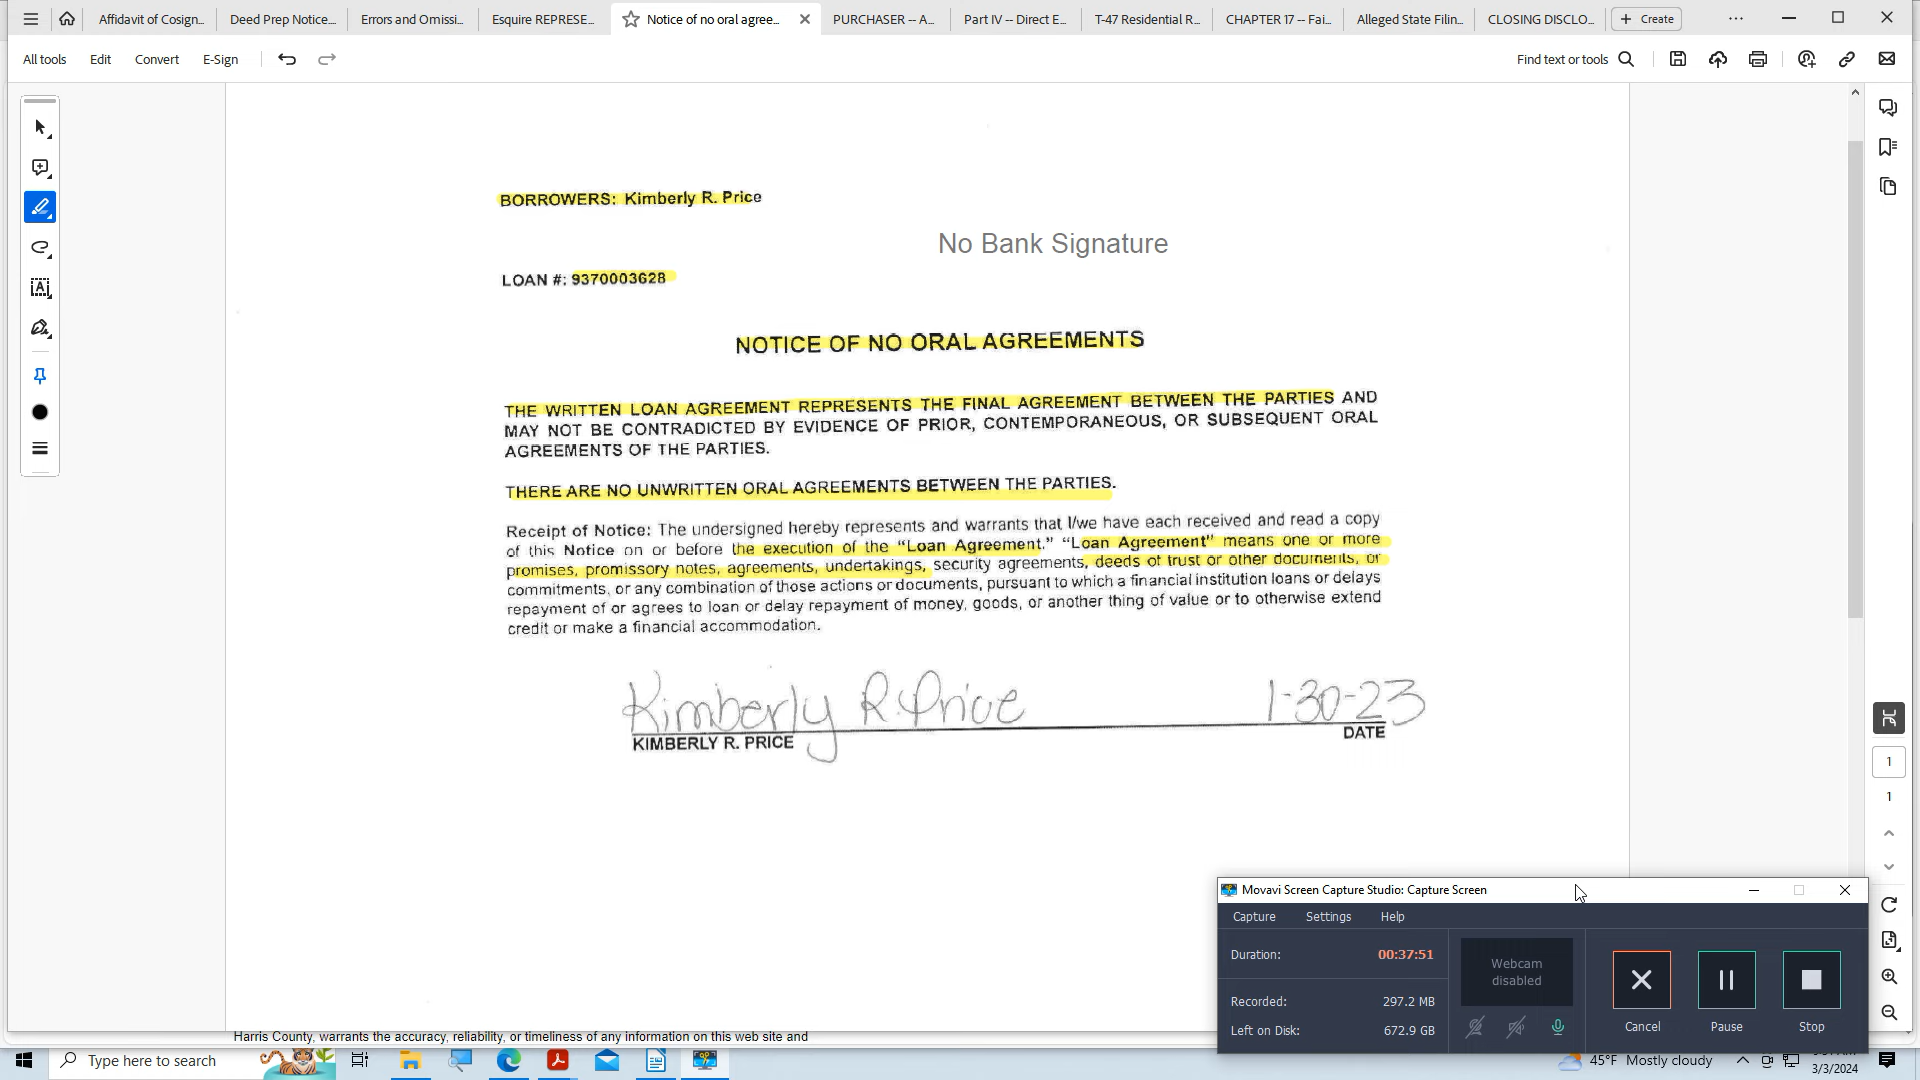 Affidavit of Cosign...
Deed Prep Notice....
Errors and Omissi...
Esquire REPRESE...
Notice of no oral agree...
PURCHASER -- A...
Part IV -- Direct E...
T-47 Residential R...
CHAPTER 17 -- Fai...
Alleged State Filin...
CLOSING DISCLO...
Create
All tools
Edit
Convert
E-Sign
Find text or tools
BORROWERS: Kimberly R. Price
No Bank Signature
LOAN #: 9370003628
NOTICE OF NO ORAL AGREEMENTS
THE WRITTEN LOAN AGREEMENT REPRESENTS THE FINAL AGREEMENT BETWEEN THE PARTIES AND
MAY NOT BE CONTRADICTED BY EVIDENCE OF PRIOR, CONTEMPORANEOUS, OR SUBSEQUENT ORAL
AGREEMENTS OF THE PARTIES.
THERE ARE NO UNWRITTEN ORAL AGREEMENTS BETWEEN THE PARTIES.
Receipt of Notice: The undersigned hereby represents and warrants that I/we have each received and read a copy
of this Notice on or before the execution of the “Loan Agreement.” “Loan Agreement” means one or more
promises, promissory notes, agreements, undertakings, security agreements, deeds of trust or other documents, or
commitments, or any combination of those actions or documents, pursuant to which a financial institution loans or delays
repayment of or agrees to loan or delay repayment of money, goods, or another thing of value or to otherwise extend
credit or make a financial accommodation.
Kimberly R. Price 1-30-23
KIMBERLY R. PRICE DATE
1
1
Movavi Screen Capture Studio: Capture Screen
Capture
Settings
Help
Duration: 00:37:51
Recorded: 297.2 MB
Left on Disk: 672.9 GB
Webcam
disabled
Cancel
Pause
Stop
Harris County, warrants the accuracy, reliability, or timeliness of any information on this web site and
Type here to search
45°F Mostly cloudy
3/3/2024